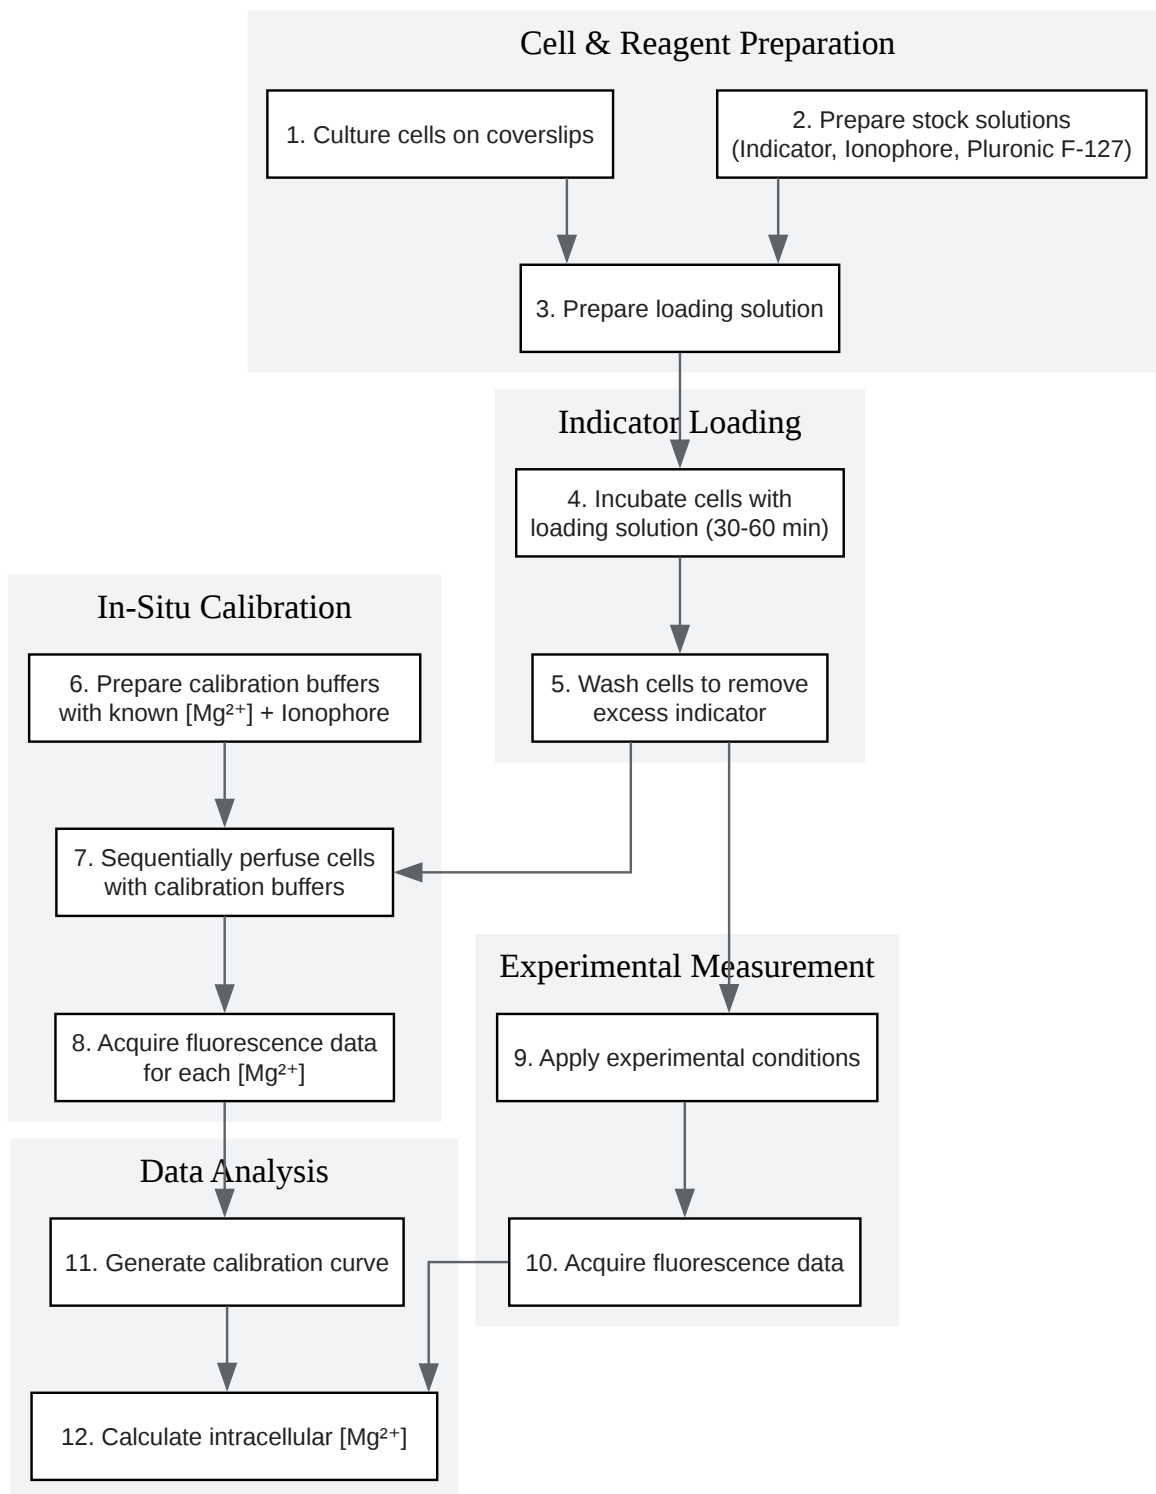 Cell & Reagent Preparation
1. Culture cells on coverslips
2. Prepare stock solutions
(Indicator, Ionophore, Pluronic F-127)
3. Prepare loading solution
Indicator Loading
4. Incubate cells with
loading solution (30-60 min)
5. Wash cells to remove
excess indicator
In-Situ Calibration
6. Prepare calibration buffers
with known [Mg²⁺] + Ionophore
7. Sequentially perfuse cells
with calibration buffers
8. Acquire fluorescence data
for each [Mg²⁺]
Experimental Measurement
9. Apply experimental conditions
10. Acquire fluorescence data
Data Analysis
11. Generate calibration curve
12. Calculate intracellular [Mg²⁺]